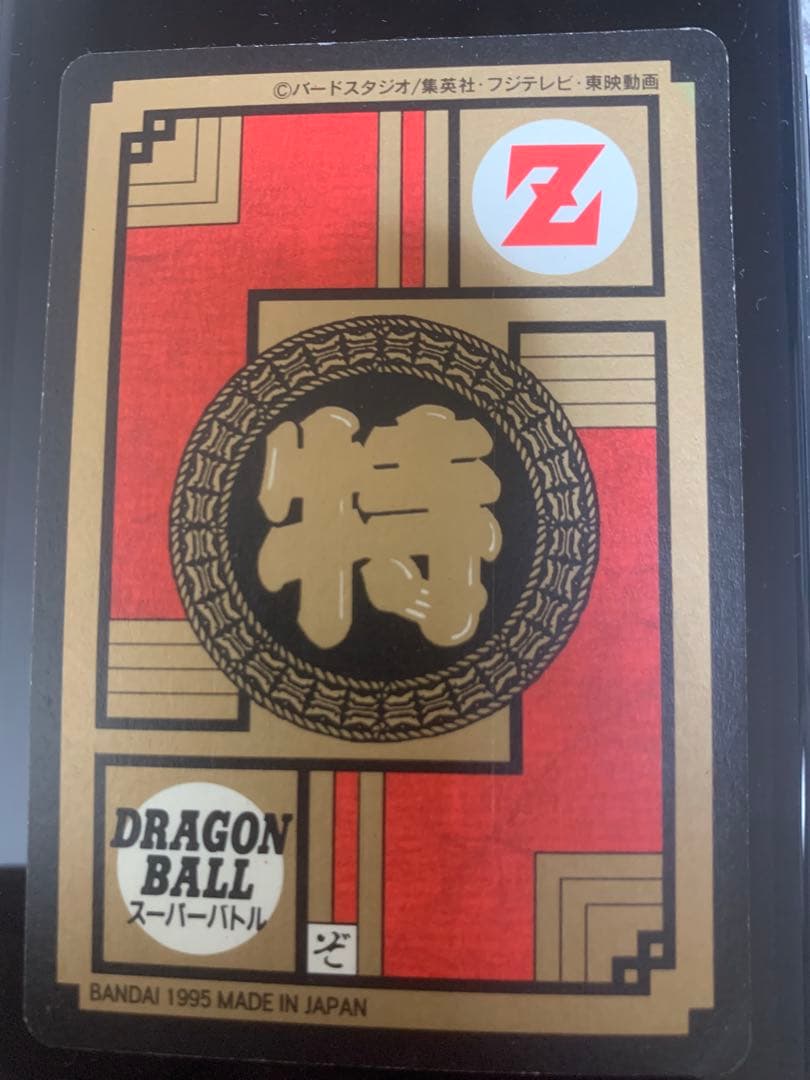 ©バードスタジオ/集英社・フジテレビ・東映動画
Z
特
DRAGON
BALL
スーパーバトル
ぞ
BANDAI 1995 MADE IN JAPAN